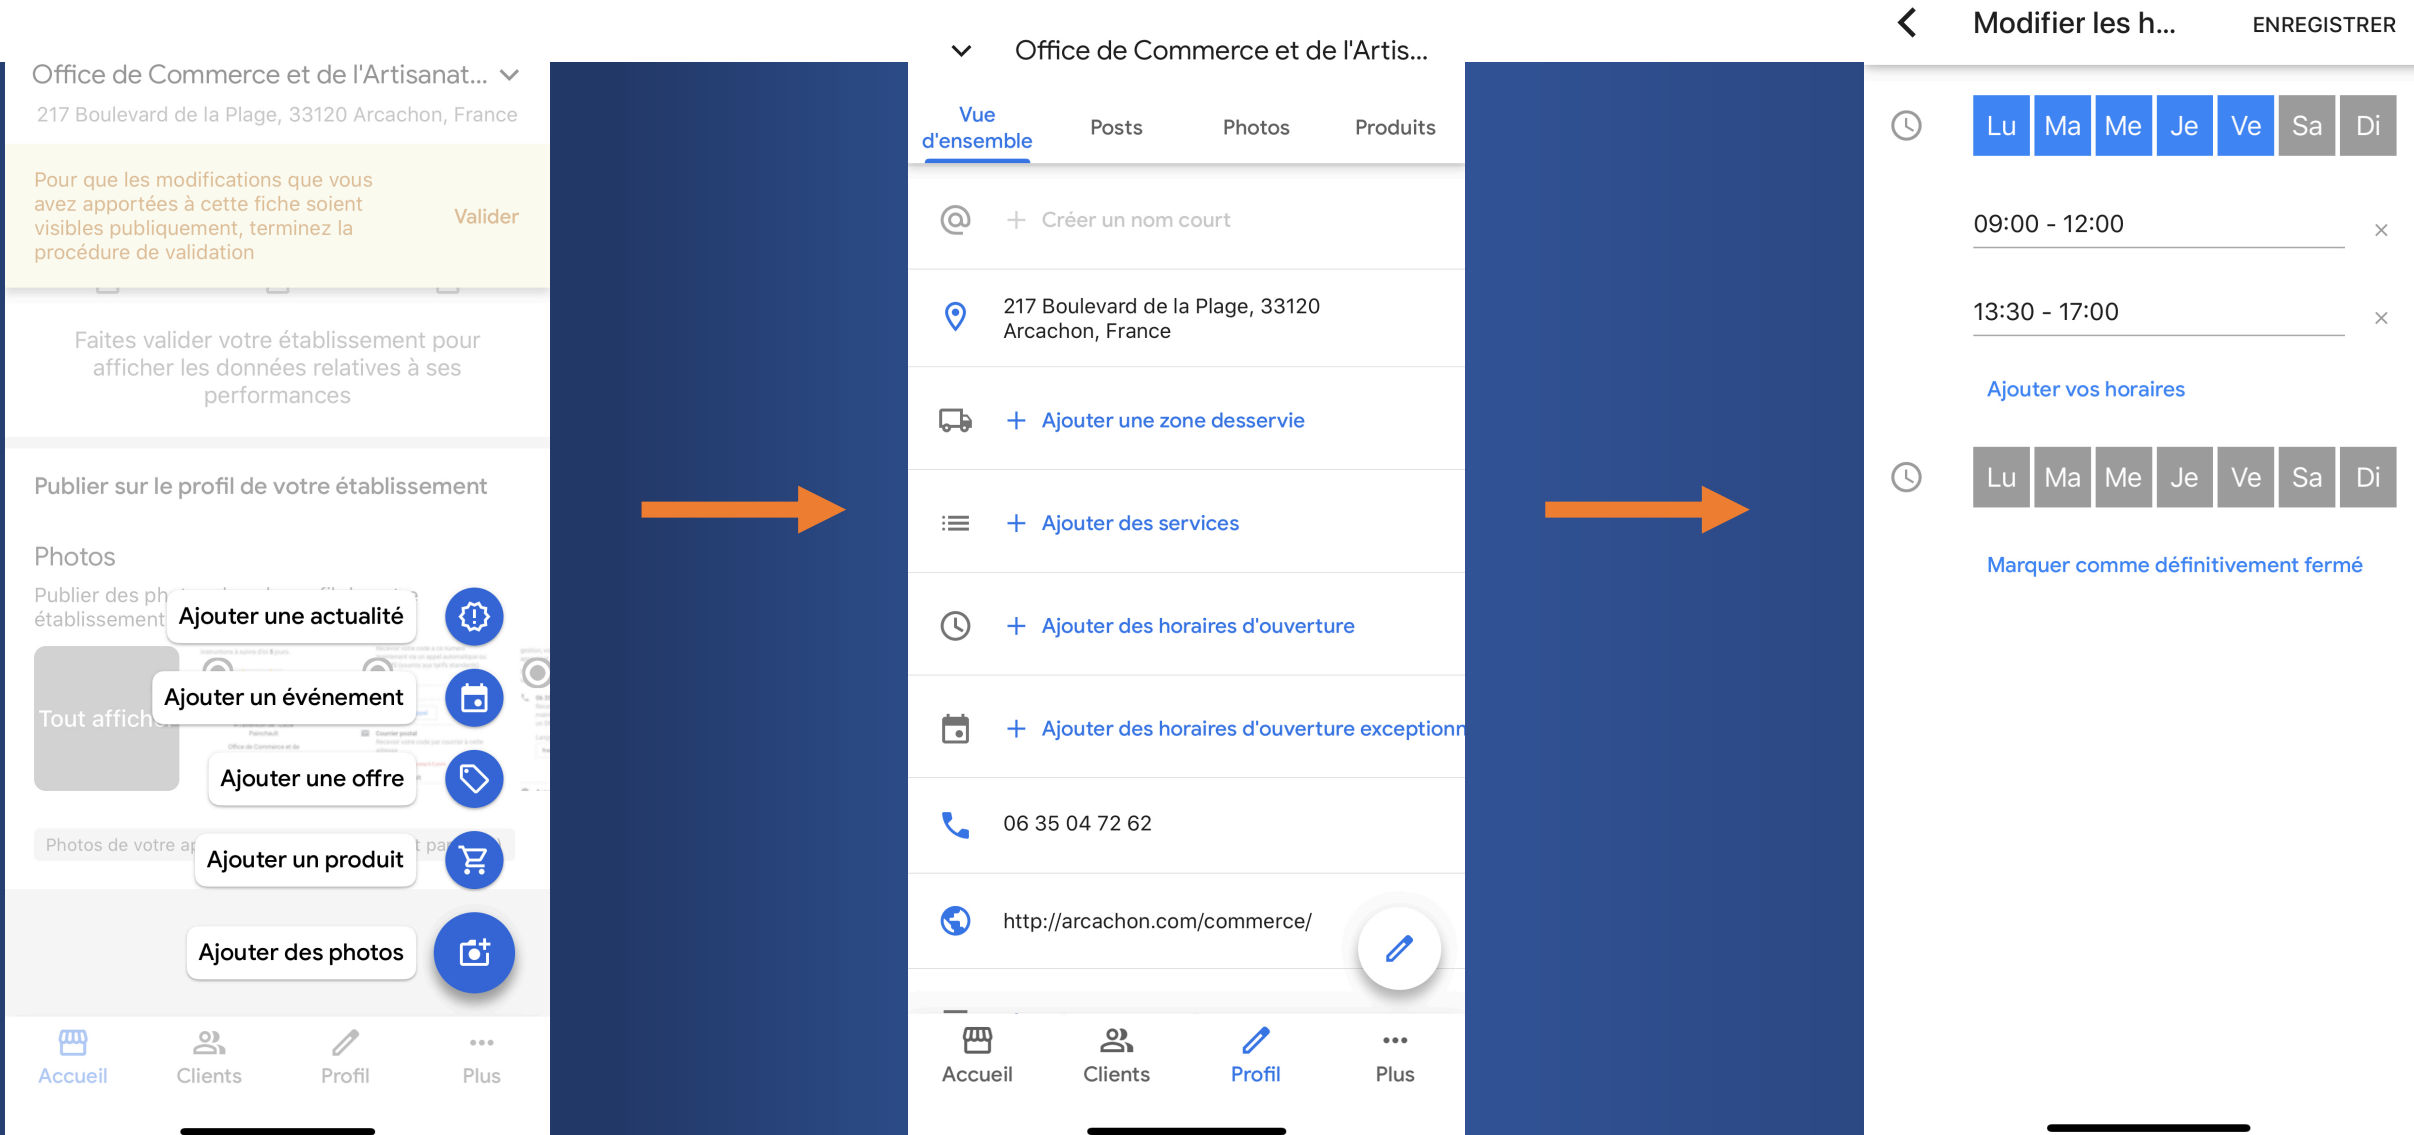 Office de Commerce et de l'Artisanat...
217 Boulevard de la Plage, 33120 Arcachon, France
Pour que les modifications que vous
avez apportées à cette fiche soient
visibles publiquement, terminez la
procédure de validation
Valider
Faites valider votre établissement pour
afficher les données relatives à ses
performances
Publier sur le profil de votre établissement
Photos
Publier des
établissement
Ajouter une actualité
Ajouter un événement
Tout
Ajouter une offre
Photos de votre
Ajouter un produit
Ajouter des photos
Accueil
Clients
Profil
Plus
Office de Commerce et de l'Artis...
Vue
d'ensemble
Posts
Photos
Produits
Créer un nom court
217 Boulevard de la Plage, 33120
Arcachon, France
+ Ajouter une zone desservie
+ Ajouter des services
+ Ajouter des horaires d'ouverture
+ Ajouter des horaires d'ouverture exceptionn
06 35 04 72 62
http://arcachon.com/commerce/
Accueil
Clients
Profil
Plus
Modifier les h...
ENREGISTRER
Lu Ma Me Je Ve Sa Di
09:00 - 12:00
13:30 - 17:00
Ajouter vos horaires
Lu Ma Me Je Ve Sa Di
Marquer comme définitivement fermé